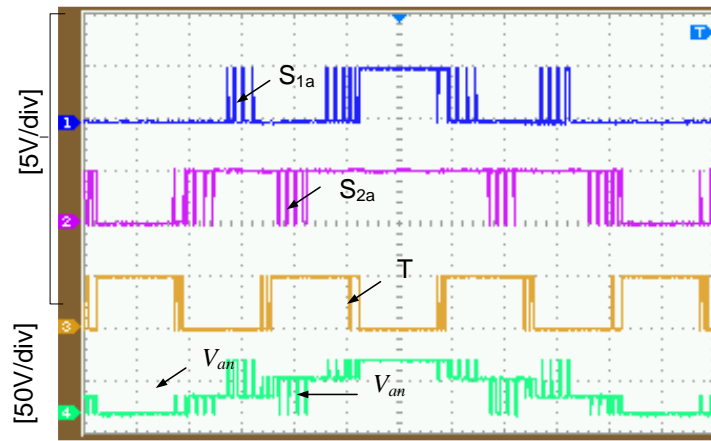 T
S1a
[5V/div]
1
S2a
2
T
3
[50V/div]
Van
Van
4